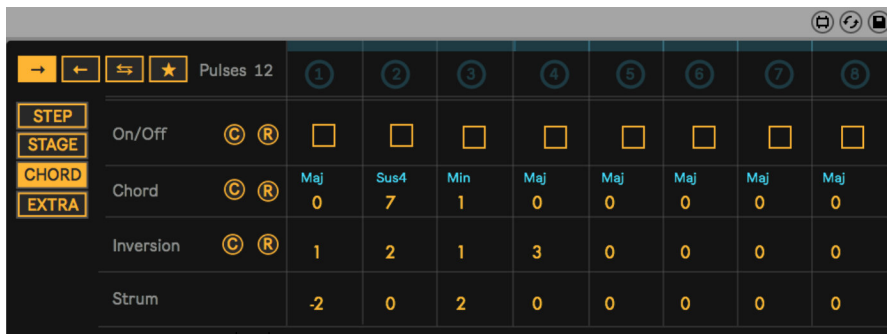 Pulses 12 1 2 3 4 5 6 7 8
STEP
STAGE
CHORD
EXTRA
On/Off C R
Maj Sus4 Min Maj Maj Maj Maj Maj
Chord C R 0 7 1 0 0 0 0 0
Inversion C R 1 2 1 3 0 0 0 0
Strum -2 0 2 0 0 0 0 0